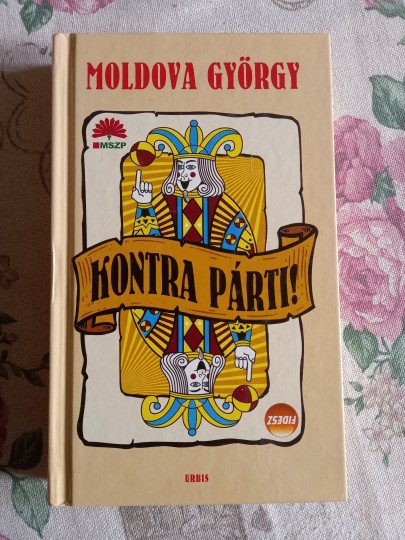 MOLDOVA GYÖRGY
MSZP
KONTRA PÁRTI!
FIDESZ
URBIS